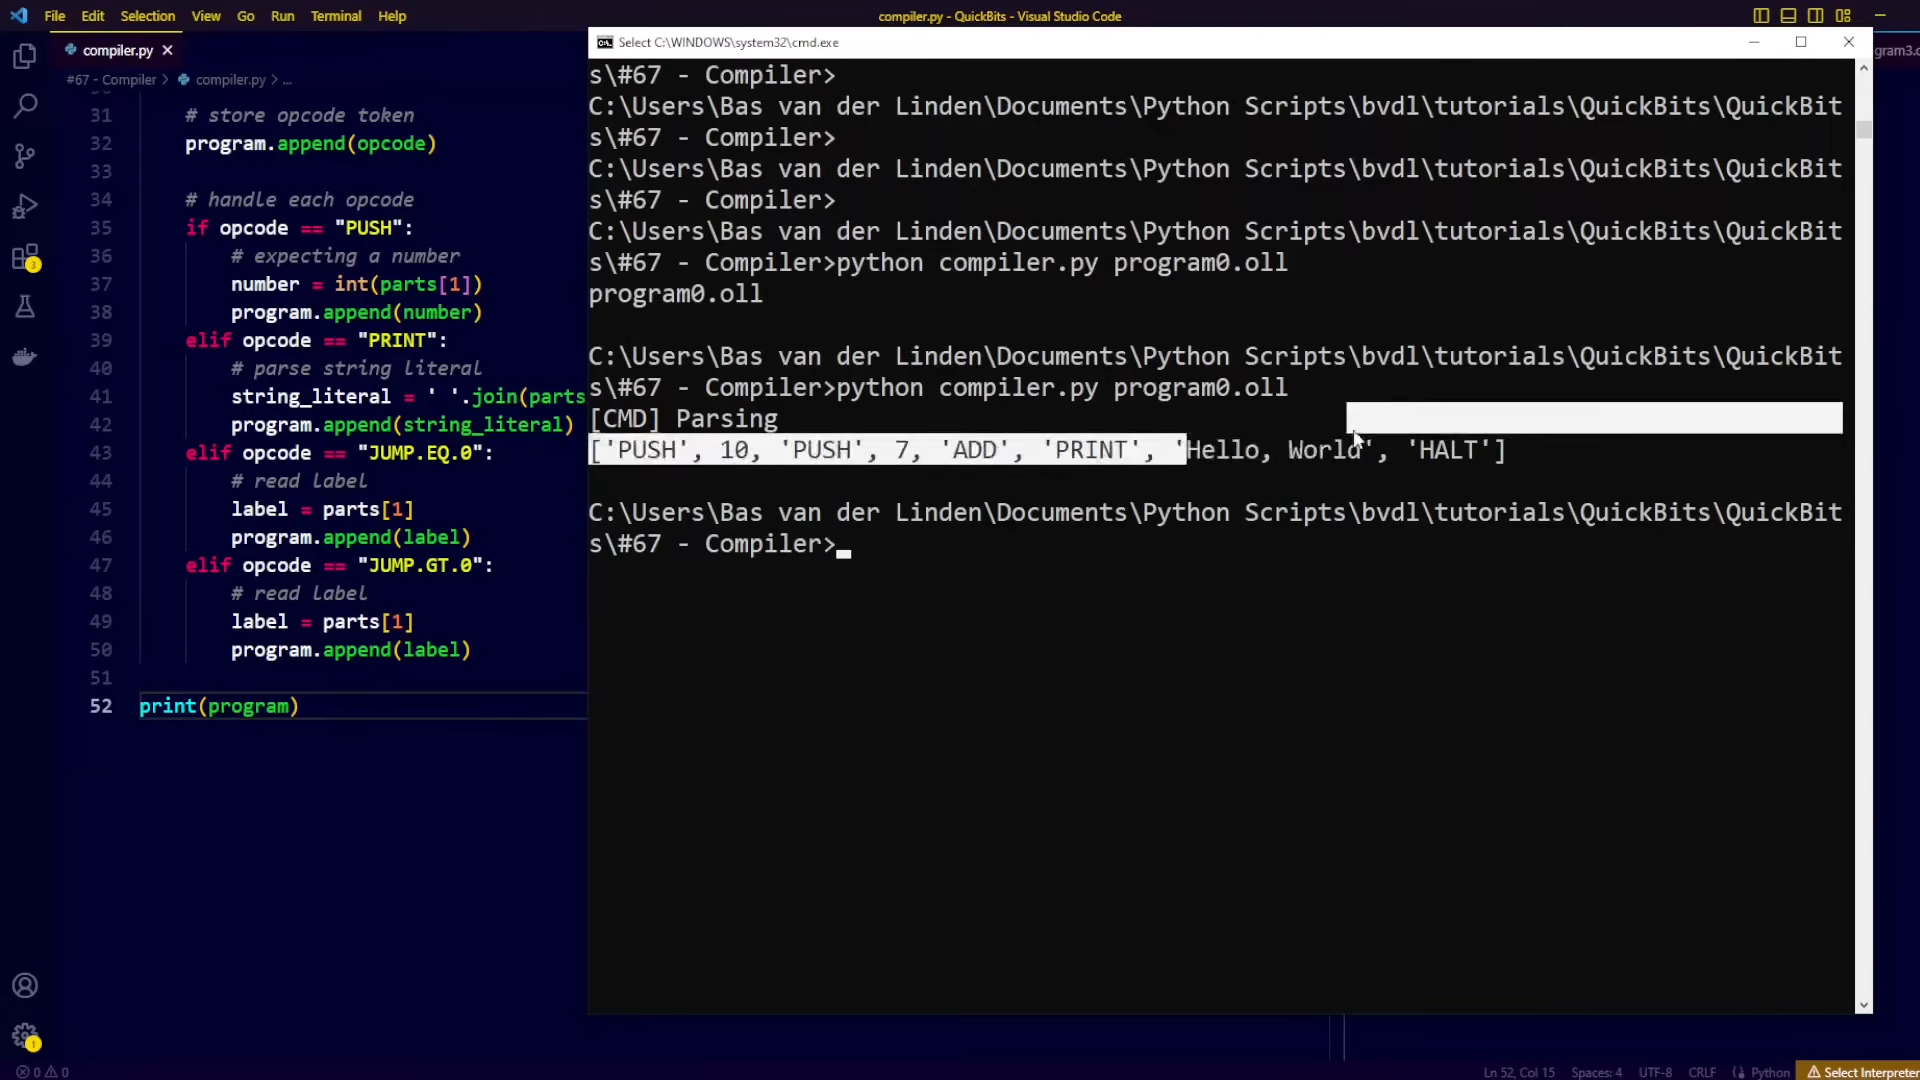 File Edit Selection View Go Run Terminal Help
compiler.py - QuickBits - Visual Studio Code
compiler.py
#67 - Compiler > compiler.py > ...
31 # store opcode token
32 program.append(opcode)
33
34 # handle each opcode
35 if opcode == "PUSH":
36 # expecting a number
37 number = int(parts[1])
38 program.append(number)
39 elif opcode == "PRINT":
40 # parse string literal
41 string_literal = ' '.join(parts
42 program.append(string_literal)
43 elif opcode == "JUMP.EQ.0":
44 # read label
45 label = parts[1]
46 program.append(label)
47 elif opcode == "JUMP.GT.0":
48 # read label
49 label = parts[1]
50 program.append(label)
51
52 print(program)
Select C:\WINDOWS\system32\cmd.exe
s\#67 - Compiler>
C:\Users\Bas van der Linden\Documents\Python Scripts\bvdl\tutorials\QuickBits\QuickBit
s\#67 - Compiler>
C:\Users\Bas van der Linden\Documents\Python Scripts\bvdl\tutorials\QuickBits\QuickBit
s\#67 - Compiler>
C:\Users\Bas van der Linden\Documents\Python Scripts\bvdl\tutorials\QuickBits\QuickBit
s\#67 - Compiler>python compiler.py program0.oll
program0.oll
C:\Users\Bas van der Linden\Documents\Python Scripts\bvdl\tutorials\QuickBits\QuickBit
s\#67 - Compiler>python compiler.py program0.oll
[CMD] Parsing
['PUSH', 10, 'PUSH', 7, 'ADD', 'PRINT', 'Hello, World', 'HALT']
C:\Users\Bas van der Linden\Documents\Python Scripts\bvdl\tutorials\QuickBits\QuickBit
s\#67 - Compiler>
gram3.o
3
1
0 0
Ln 52, Col 15 Spaces: 4 UTF-8 CRLF Python Select Interpreter